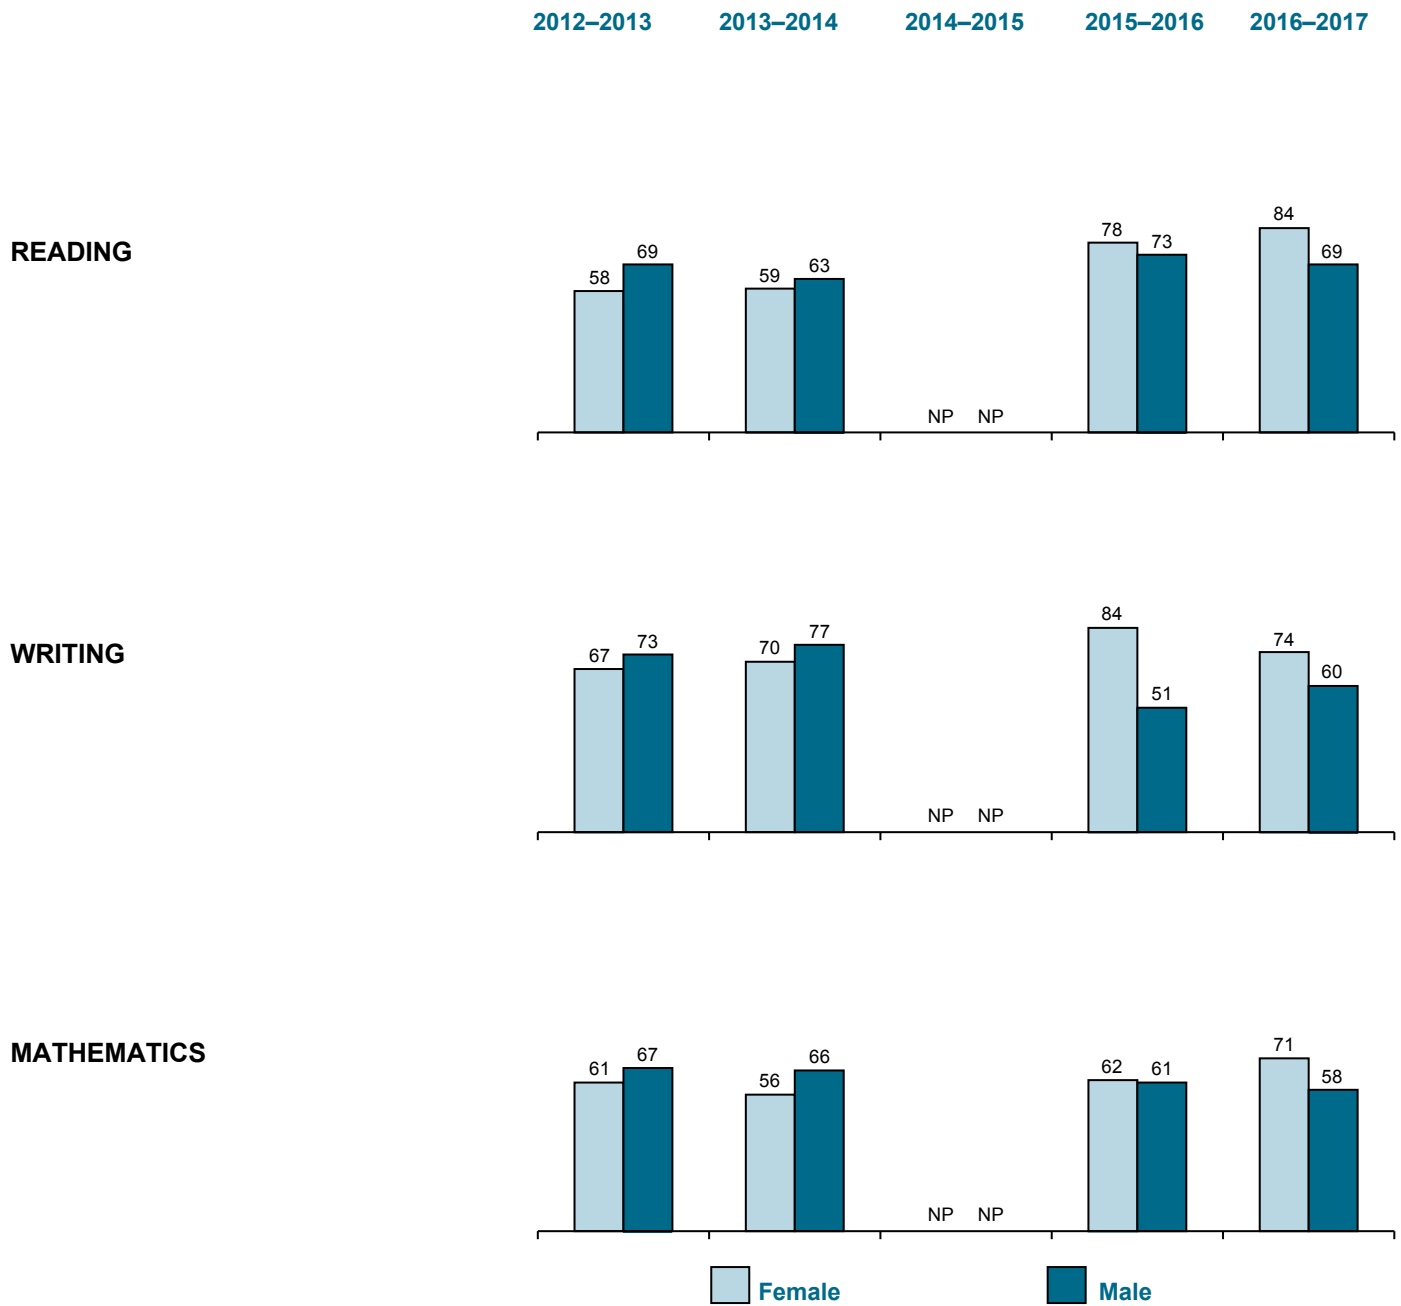 2012–2013 2013–2014 2014–2015 2015–2016 2016–2017
READING
58 69 59 63 NP NP 78 73 84 69
WRITING
67 73 70 77 NP NP 84 51 74 60
MATHEMATICS
61 67 56 66 NP NP 62 61 71 58
Female Male